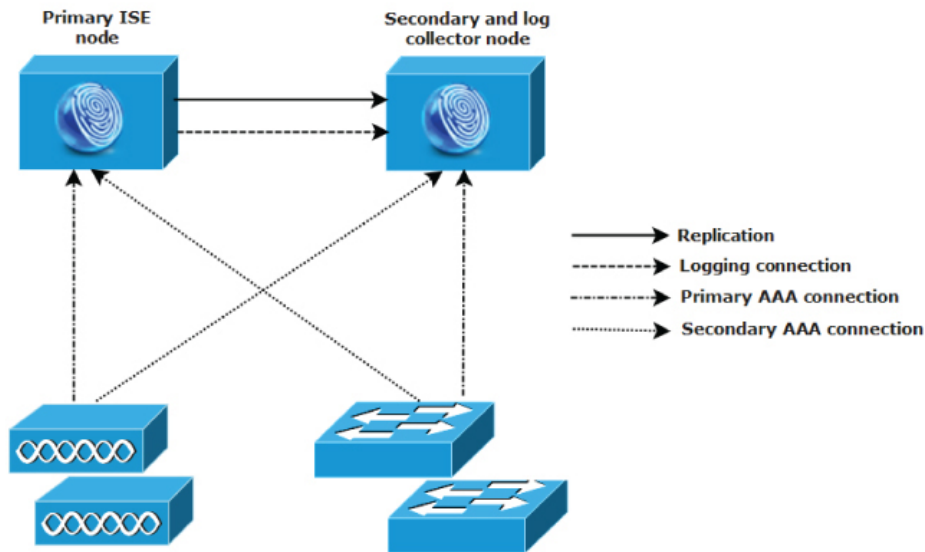 Primary ISE
node
Secondary and log
collector node
Replication
Logging connection
Primary AAA connection
Secondary AAA connection